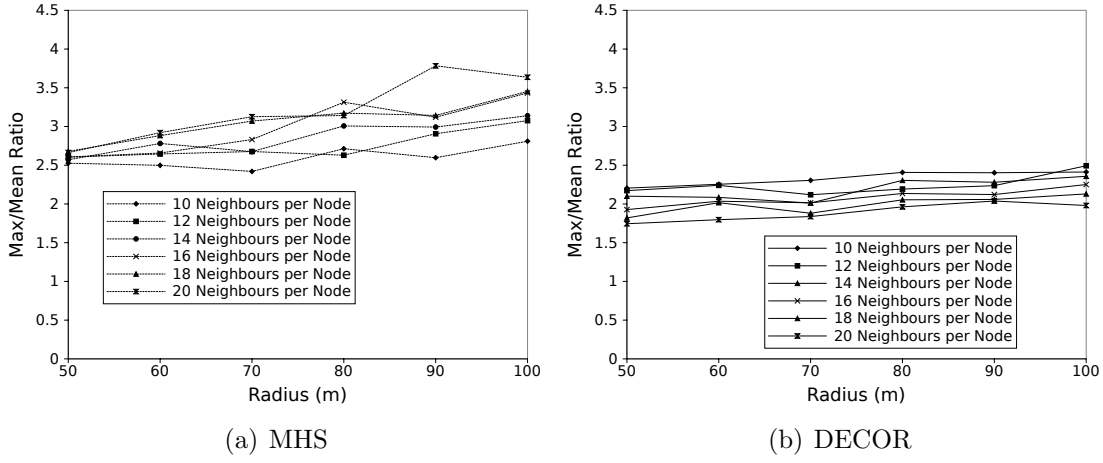 4.5
4
3.5
3
2.5
2
1.5
1
0.5
0
50
60
70
80
90
100
Max/Mean Ratio
Radius (m)
10 Neighbours per Node
12 Neighbours per Node
14 Neighbours per Node
16 Neighbours per Node
18 Neighbours per Node
20 Neighbours per Node
(a) MHS
4.5
4
3.5
3
2.5
2
1.5
1
0.5
0
50
60
70
80
90
100
Max/Mean Ratio
Radius (m)
10 Neighbours per Node
12 Neighbours per Node
14 Neighbours per Node
16 Neighbours per Node
18 Neighbours per Node
20 Neighbours per Node
(b) DECOR